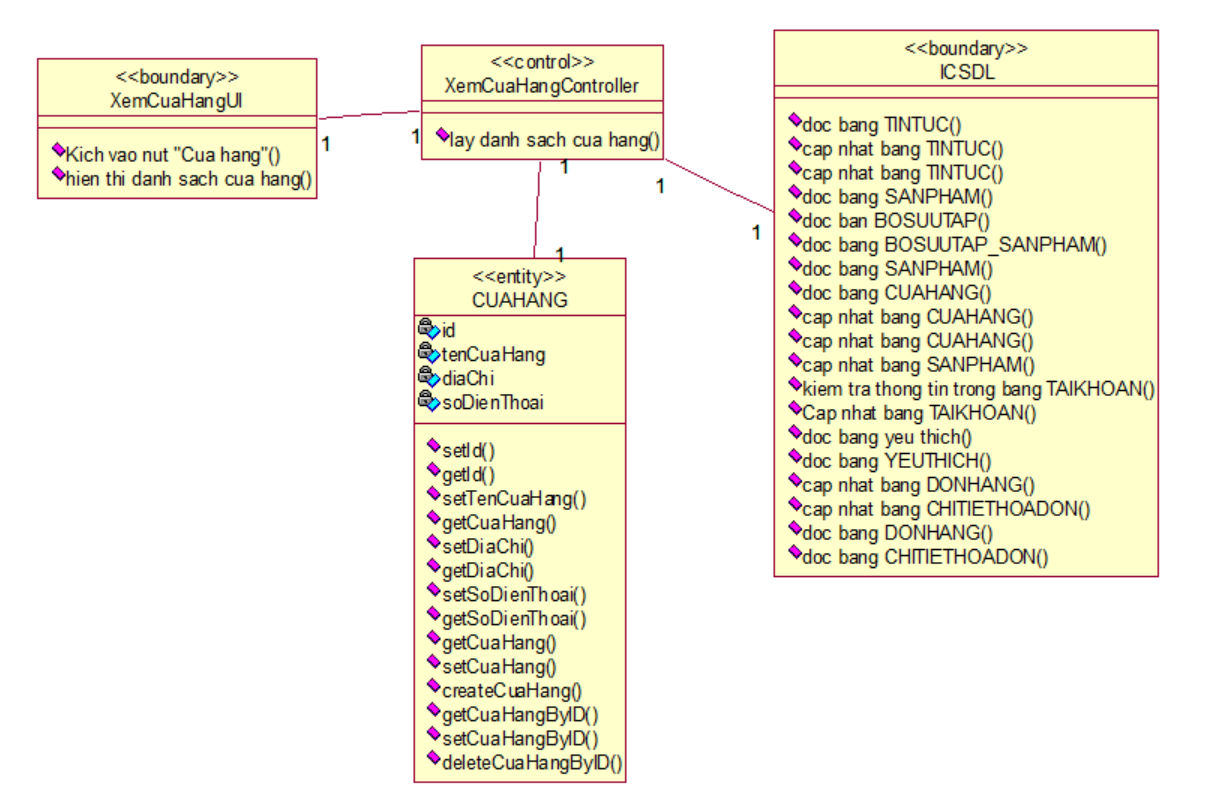 <<boundary>>
XemCuaHangUI
Kich vao nut "Cua hang"()
hien thi danh sach cua hang()
1
1
<<control>>
XemCuaHangController
lay danh sach cua hang()
1
1
1
1
<<entity>>
CUAHANG
id
tenCuaHang
diaChi
soDienThoai
setId()
getId()
setTenCuaHang()
getCuaHang()
setDiaChi()
getDiaChi()
setSoDienThoai()
getSoDienThoai()
getCuaHang()
setCuaHang()
createCuaHang()
getCuaHangByID()
setCuaHangByID()
deleteCuaHangByID()
<<boundary>>
ICSDL
doc bang TINTUC()
cap nhat bang TINTUC()
cap nhat bang TINTUC()
doc bang SANPHAM()
doc ban BOSUUTAP()
doc bang BOSUUTAP_SANPHAM()
doc bang SANPHAM()
doc bang CUAHANG()
cap nhat bang CUAHANG()
cap nhat bang CUAHANG()
cap nhat bang SANPHAM()
kiem tra thong tin trong bang TAIKHOAN()
Cap nhat bang TAIKHOAN()
doc bang yeu thich()
doc bang YEUTHICH()
cap nhat bang DONHANG()
cap nhat bang CHITIETHOADON()
doc bang DONHANG()
doc bang CHITIETHOADON()